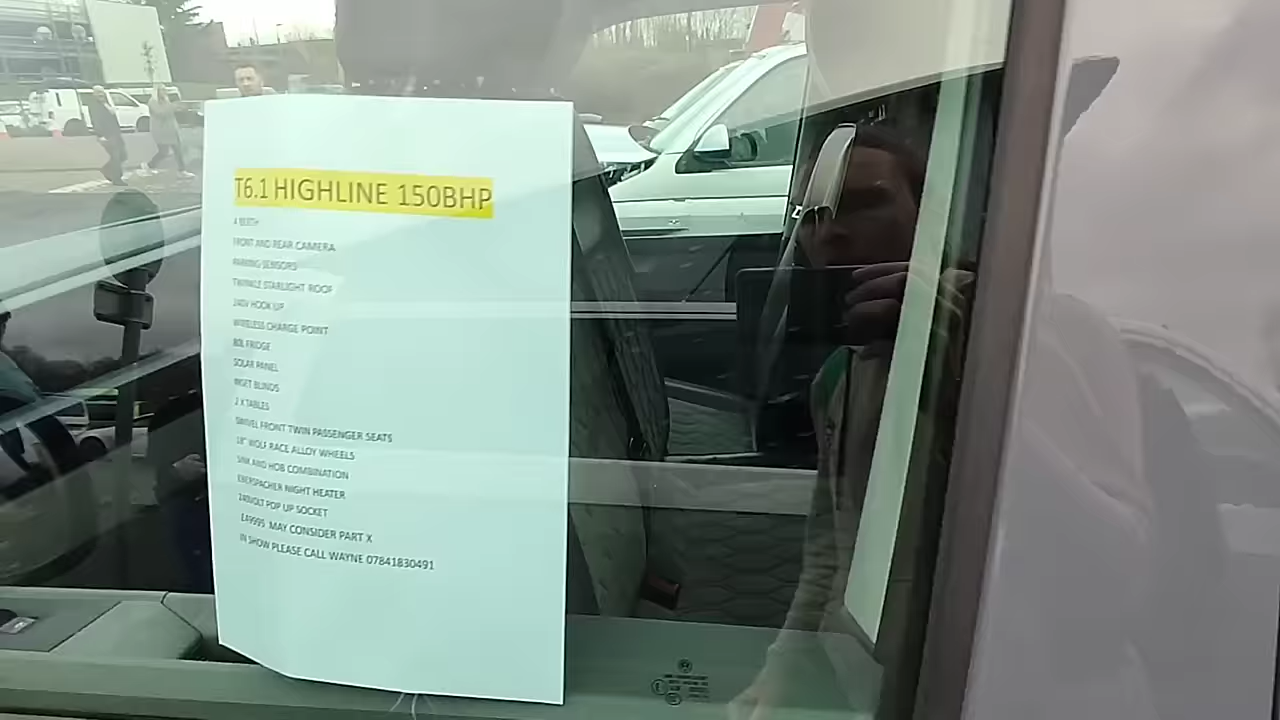 T6.1 HIGHLINE 150BHP
4 BERTH
FRONT AND REAR CAMERA
PARKING SENSORS
TWINKLE STARLIGHT ROOF
240V HOOK UP
WIRELESS CHARGE POINT
80L FRIDGE
SOLAR PANEL
INSET BLINDS
2 X TABLES
SWIVEL FRONT TWIN PASSENGER SEATS
18" WOLF RACE ALLOY WHEELS
SINK AND HOB COMBINATION
EBERSPACHER NIGHT HEATER
240VOLT POP UP SOCKET
£49995 MAY CONSIDER PART X
IN SHOW PLEASE CALL WAYNE 07841830491